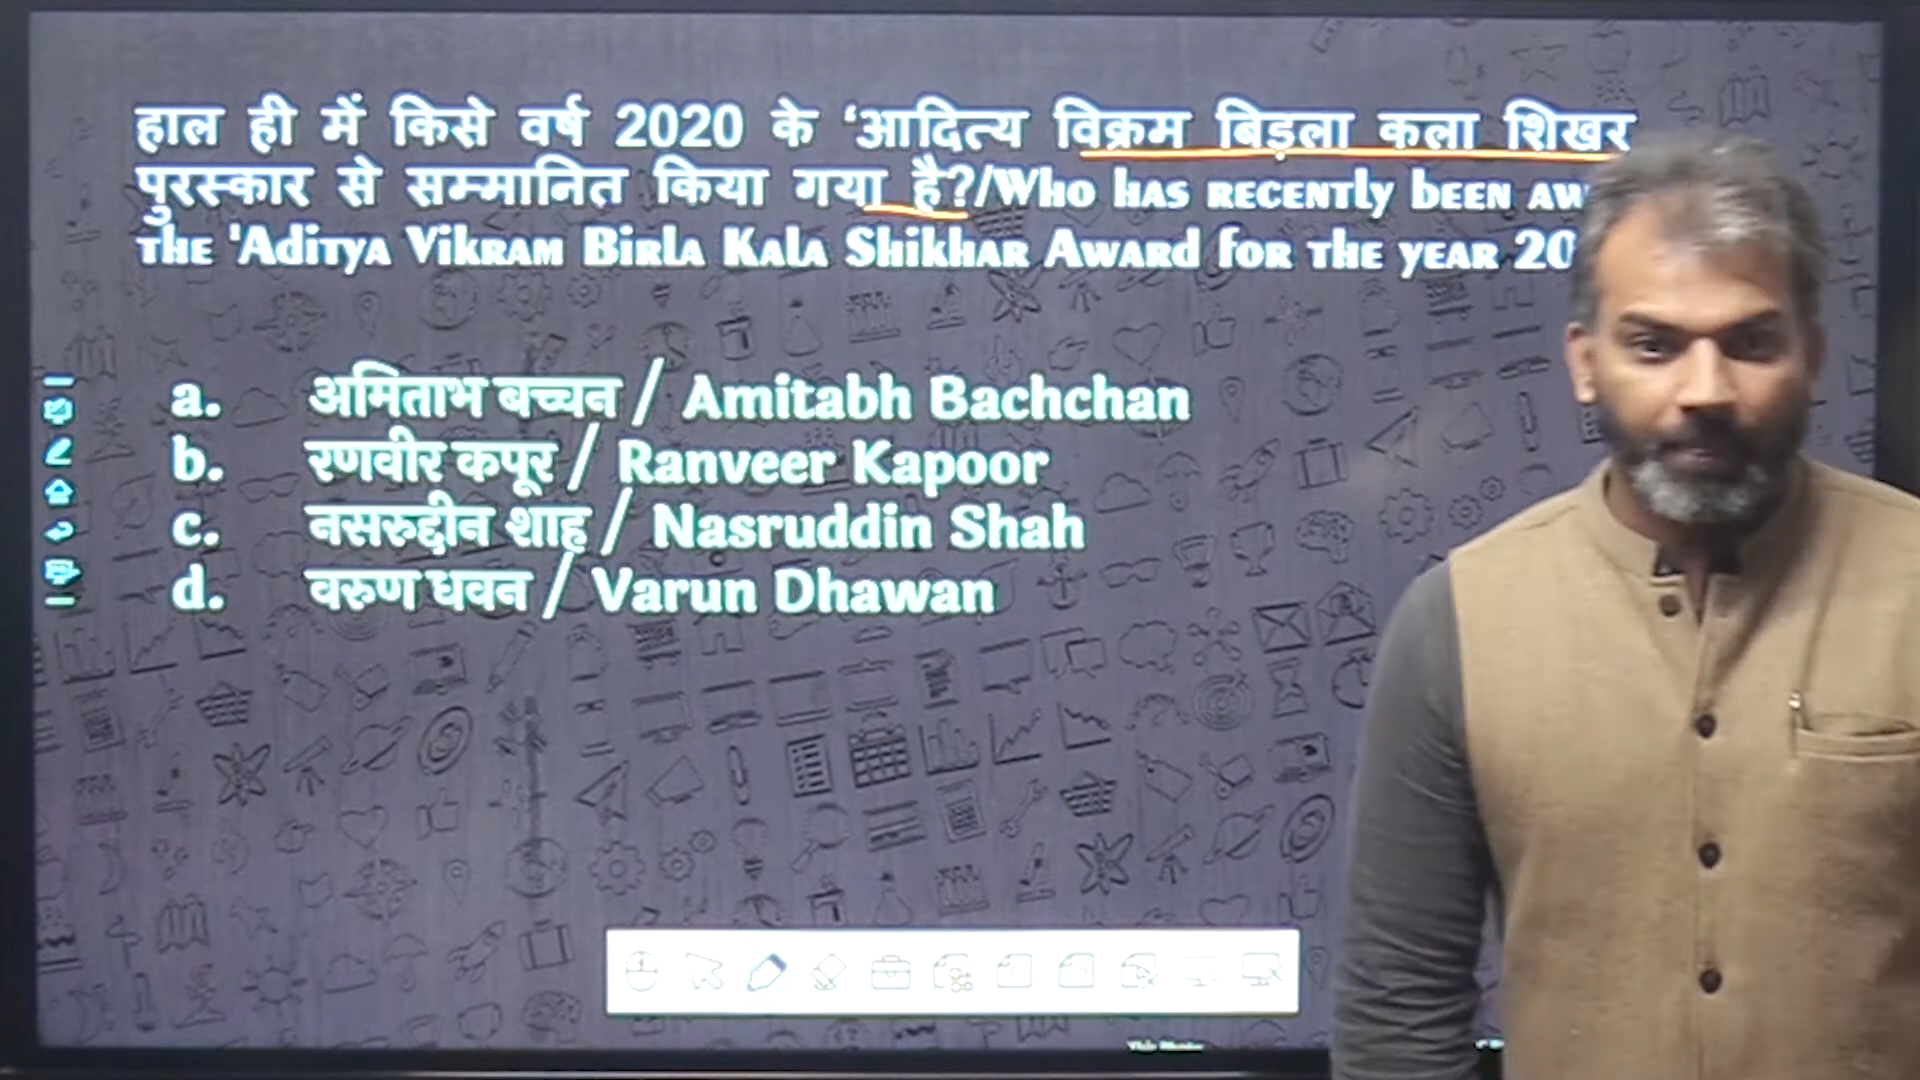 हाल ही में किसे वर्ष 2020 के ‘आदित्य विक्रम बिड़ला कला शिखर
पुरस्कार से सम्मानित किया गया है?/Who has recently been
the 'Aditya Vikram Birla Kala Shikhar Award for the year
a. अमिताभ बच्चन / Amitabh Bachchan
b. रणवीर कपूर / Ranveer Kapoor
c. नसरुद्दीन शाह / Nasruddin Shah
d. वरुण धवन / Varun Dhawan